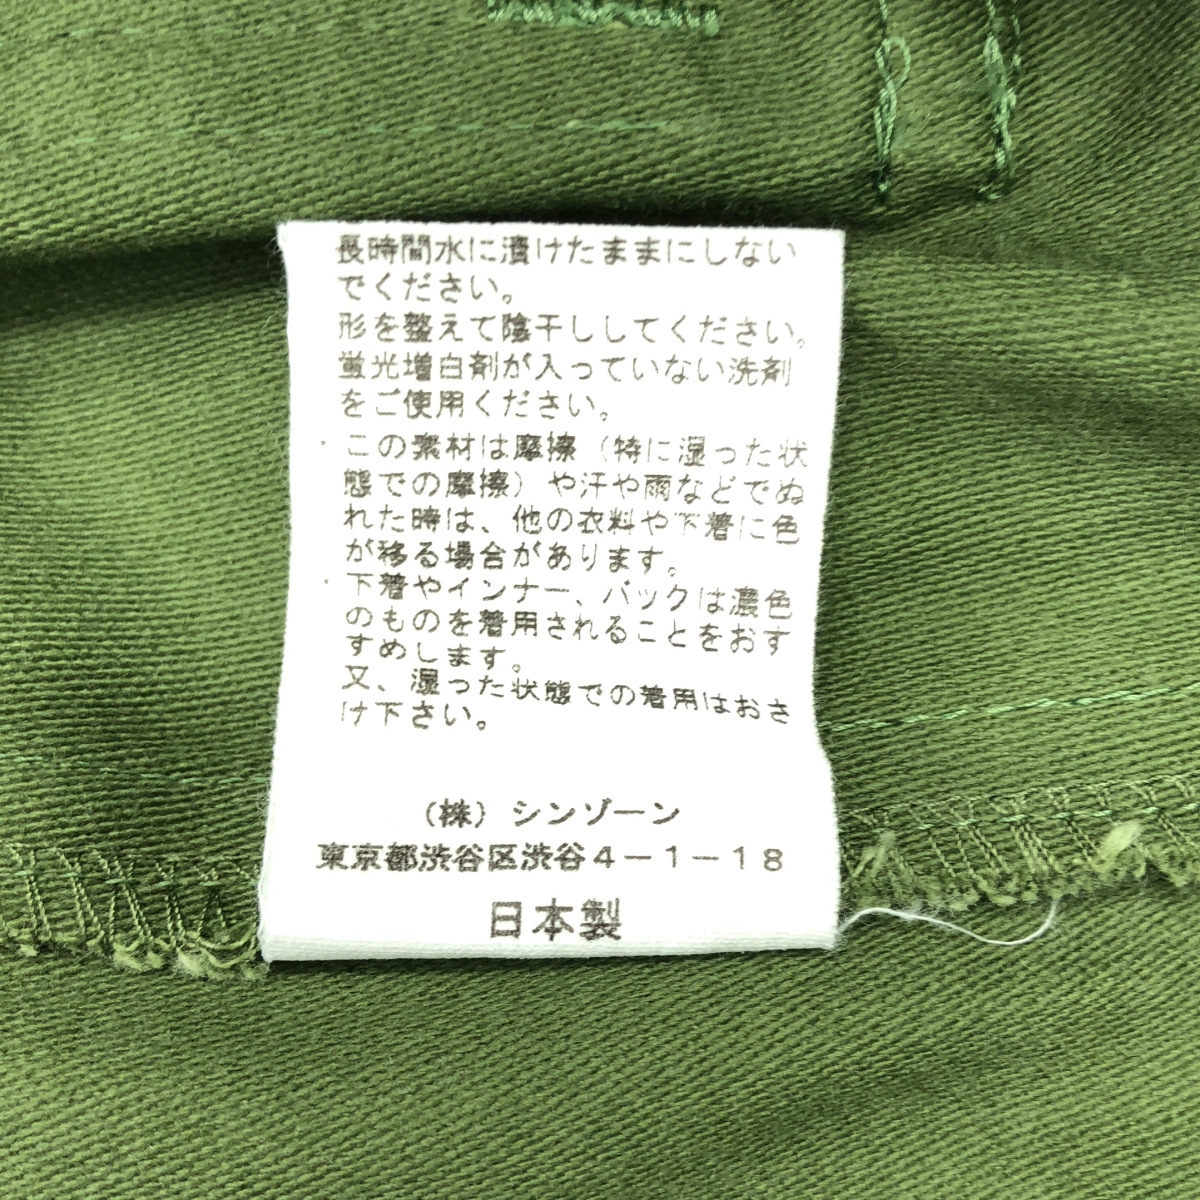 長時間水に漬けたままにしない
でください。
形を整えて陰干ししてください。
蛍光増白剤が入っていない洗剤
をご使用ください。
・この素材は摩擦（特に湿った状
態での摩擦）や汗や雨などでぬ
れた時は、他の衣料や下着に色
が移る場合があります。
・下着やインナー、バックは濃色
のものを着用されることをおす
すめします。
又、湿った状態での着用はおさ
け下さい。
（株）シンゾーン
東京都渋谷区渋谷４－１－１８
日本製